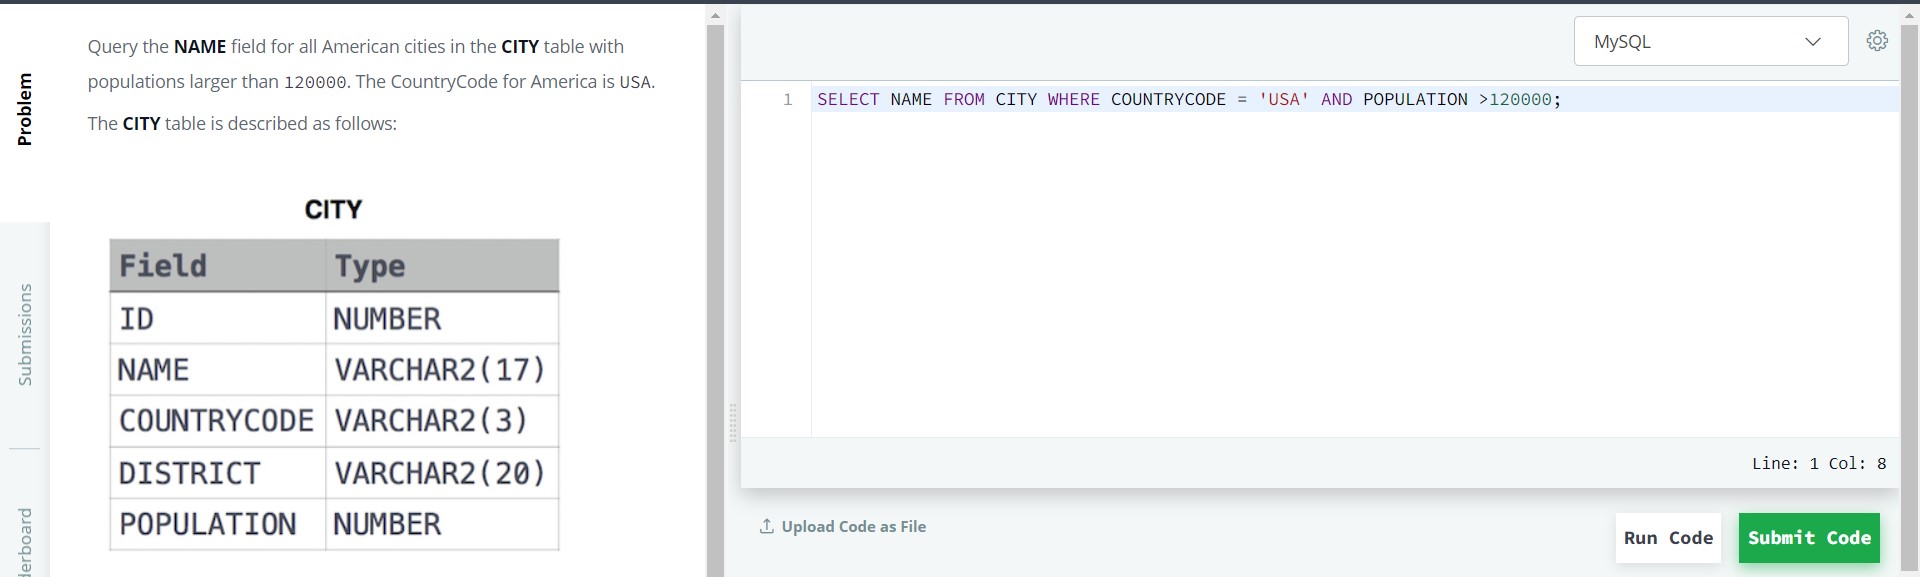 Problem
Submissions
Query the NAME field for all American cities in the CITY table with
populations larger than 120000. The CountryCode for America is USA.
The CITY table is described as follows:
CITY
Field Type
ID NUMBER
NAME VARCHAR2(17)
COUNTRYCODE VARCHAR2(3)
DISTRICT VARCHAR2(20)
POPULATION NUMBER
MySQL
1 SELECT NAME FROM CITY WHERE COUNTRYCODE = 'USA' AND POPULATION >120000;
Line: 1 Col: 8
Upload Code as File
Run Code
Submit Code